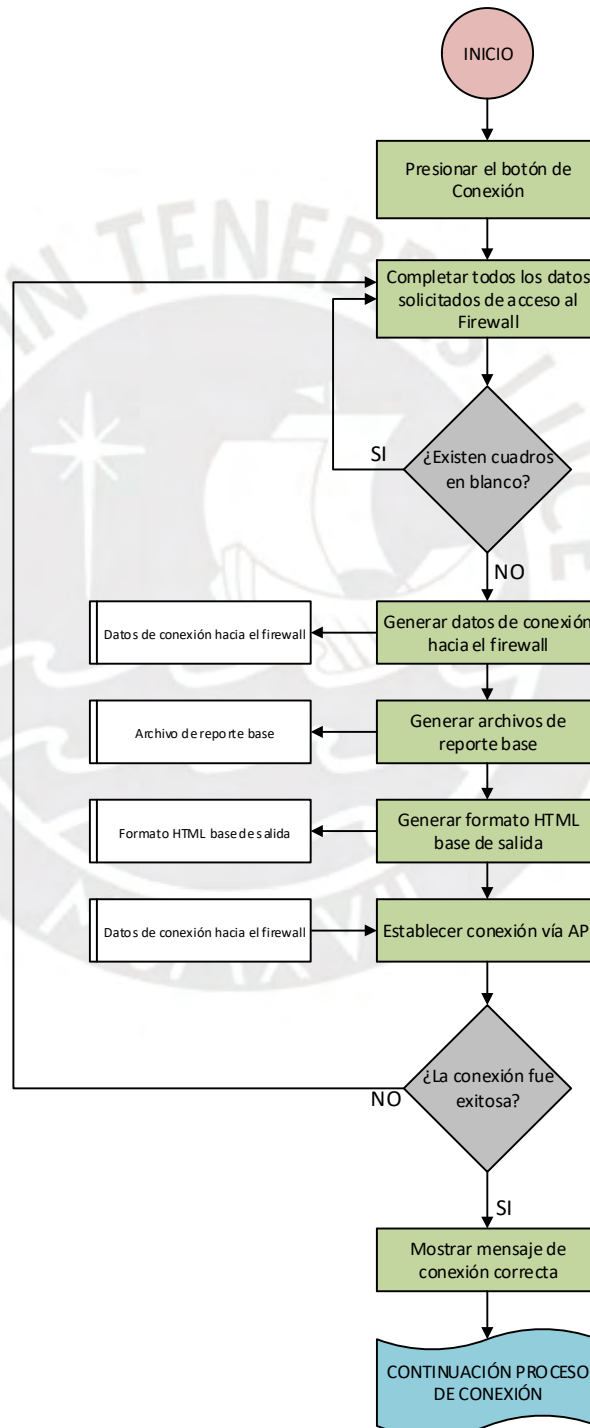 INICIO
Presionar el botón de
Conexión
Completar todos los datos
solicitados de acceso al
Firewall
SI
¿Existen cuadros
en blanco?
NO
Datos de conexión hacia el firewall
Generar datos de conexión
hacia el firewall
Archivo de reporte base
Generar archivos de
reporte base
Formato HTML base de salida
Generar formato HTML
base de salida
Datos de conexión hacia el firewall
Establecer conexión vía AP
¿La conexión fue
exitosa?
NO
SI
Mostrar mensaje de
conexión correcta
CONTINUACIÓN PROCESO
DE CONEXIÓN